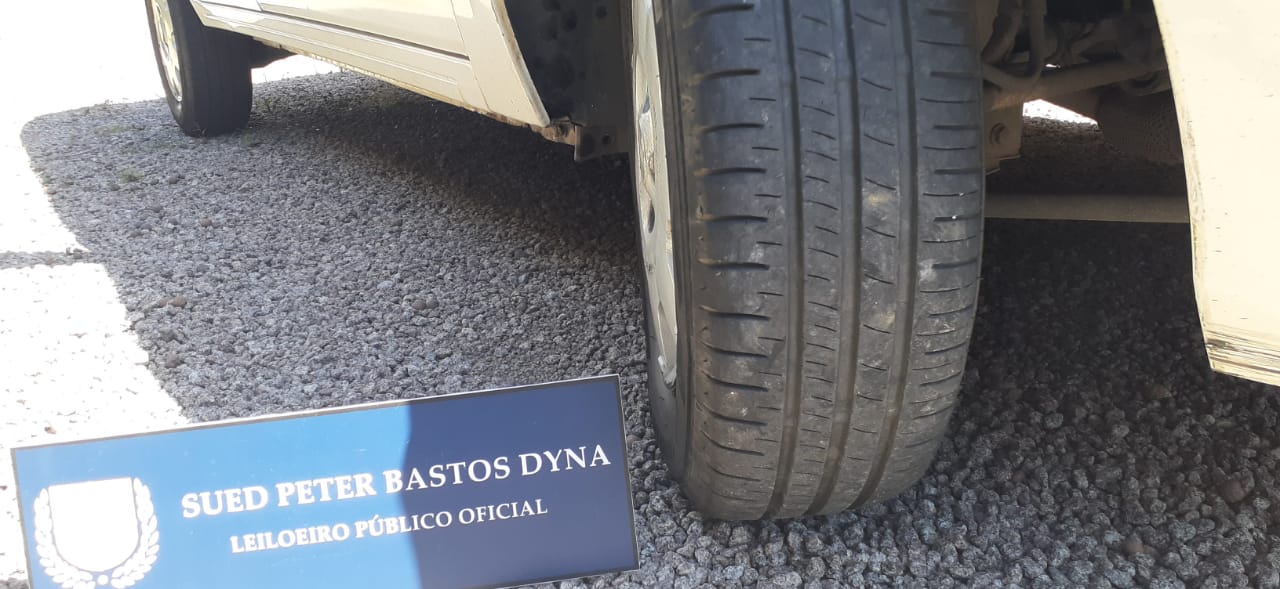 SUED PETER BASTOS DYNA
LEILOEIRO PÚBLICO OFICIAL